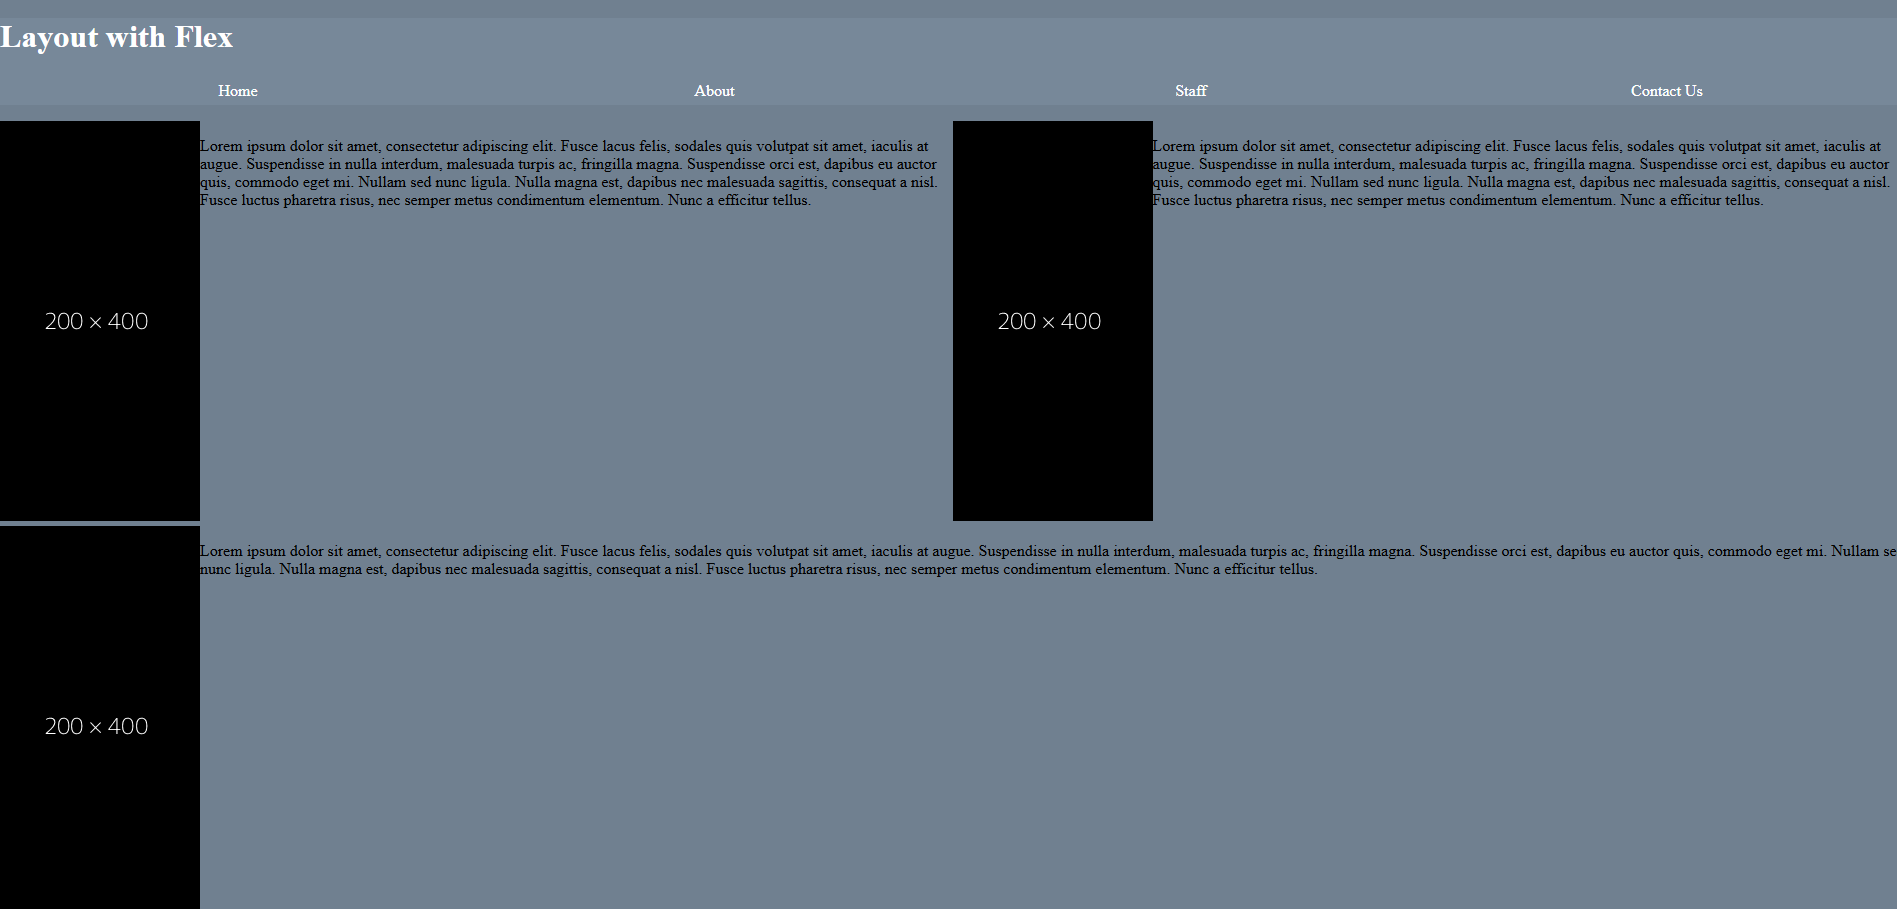 Layout with Flex
Home About Staff Contact Us
200 × 400
Lorem ipsum dolor sit amet, consectetur adipiscing elit. Fusce lacus felis, sodales quis volutpat sit amet, iaculis at
augue. Suspendisse in nulla interdum, malesuada turpis ac, fringilla magna. Suspendisse orci est, dapibus eu auctor
quis, commodo eget mi. Nullam sed nunc ligula. Nulla magna est, dapibus nec malesuada sagittis, consequat a nisl.
Fusce luctus pharetra risus, nec semper metus condimentum elementum. Nunc a efficitur tellus.
200 × 400
Lorem ipsum dolor sit amet, consectetur adipiscing elit. Fusce lacus felis, sodales quis volutpat sit amet, iaculis at
augue. Suspendisse in nulla interdum, malesuada turpis ac, fringilla magna. Suspendisse orci est, dapibus eu auctor
quis, commodo eget mi. Nullam sed nunc ligula. Nulla magna est, dapibus nec malesuada sagittis, consequat a nisl.
Fusce luctus pharetra risus, nec semper metus condimentum elementum. Nunc a efficitur tellus.
200 × 400
Lorem ipsum dolor sit amet, consectetur adipiscing elit. Fusce lacus felis, sodales quis volutpat sit amet, iaculis at augue. Suspendisse in nulla interdum, malesuada turpis ac, fringilla magna. Suspendisse orci est, dapibus eu auctor quis, commodo eget mi. Nullam se
nunc ligula. Nulla magna est, dapibus nec malesuada sagittis, consequat a nisl. Fusce luctus pharetra risus, nec semper metus condimentum elementum. Nunc a efficitur tellus.